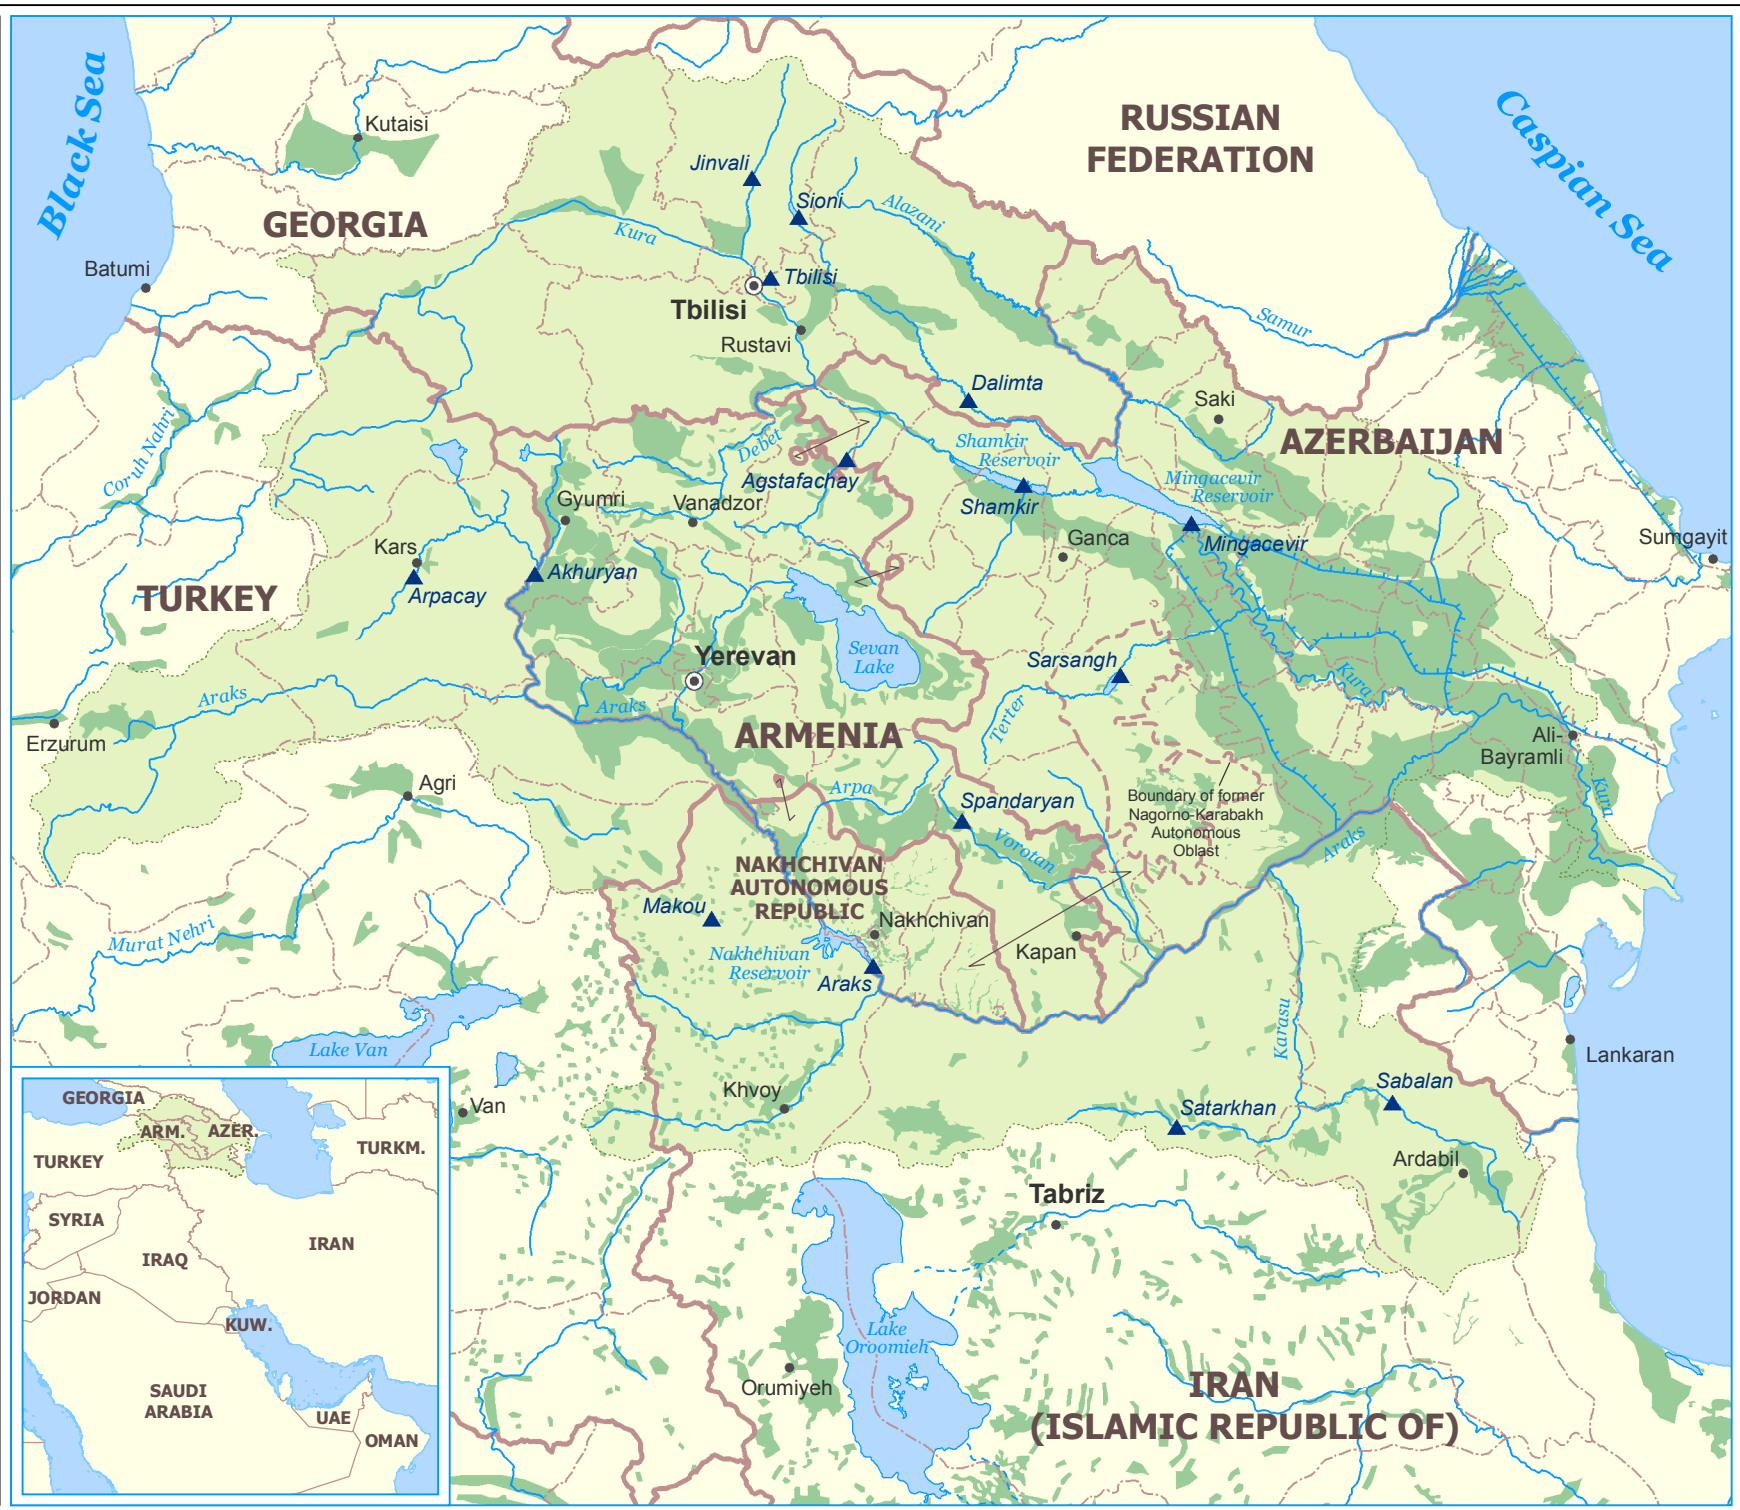 Black Sea
Caspian Sea
RUSSIAN
FEDERATION
Kutaisi
Jinvali
Sioni
Alazani
GEORGIA
Kura
Batumi
Tbilisi
Tbilisi
Rustavi
Samur
Dalimta
Saki
Coruh Nahri
Debet
Shamkir
Reservoir
AZERBAIJAN
Agstafachay
Mingacevir
Reservoir
Gyumri
Vanadzor
Shamkir
Ganca
Mingacevir
Sumgayit
Kars
Akhuryan
Arpacay
TURKEY
Sevan
Lake
Yerevan
Sarsangh
Kura
Araks
Araks
Terter
Erzurum
ARMENIA
Ali-
Bayramli
Agri
Arpa
Spandaryan
Boundary of former
Nagorno-Karabakh
Autonomous
Oblast
Kura
Vorotan
Araks
NAKHCHIVAN
AUTONOMOUS
REPUBLIC
Makou
Nakhchivan
Murat Nehri
Nakhchivan
Reservoir
Kapan
Araks
Karasu
Lake Van
Lankaran
Khvoy
Van
Satarkhan
Sabalan
Ardabil
Tabriz
Lake
Oroomieh
Orumiyeh
IRAN
(ISLAMIC REPUBLIC OF)
GEORGIA
ARM.
AZER.
TURKM.
TURKEY
SYRIA
IRAQ
IRAN
JORDAN
KUW.
SAUDI
ARABIA
UAE
OMAN